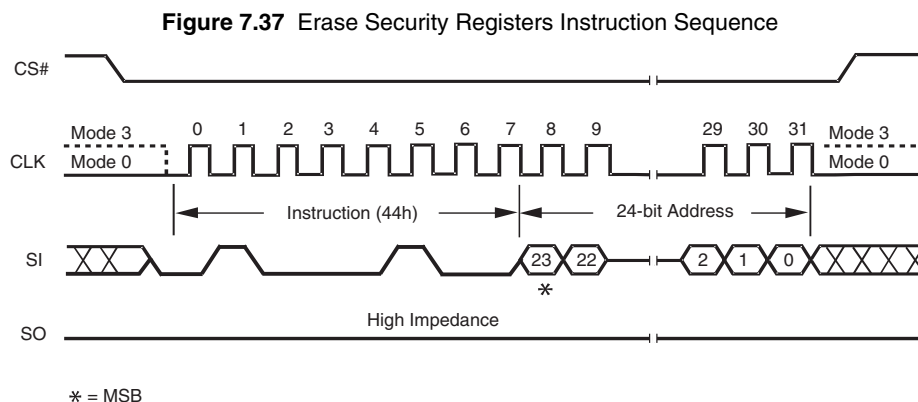 Figure 7.37 Erase Security Registers Instruction Sequence
CS#
Mode 3 0 1 2 3 4 5 6 7 8 9 29 30 31 Mode 3
CLK Mode 0 Mode 0
Instruction (44h) 24-bit Address
SI 23 22 2 1 0
*
High Impedance
SO
* = MSB